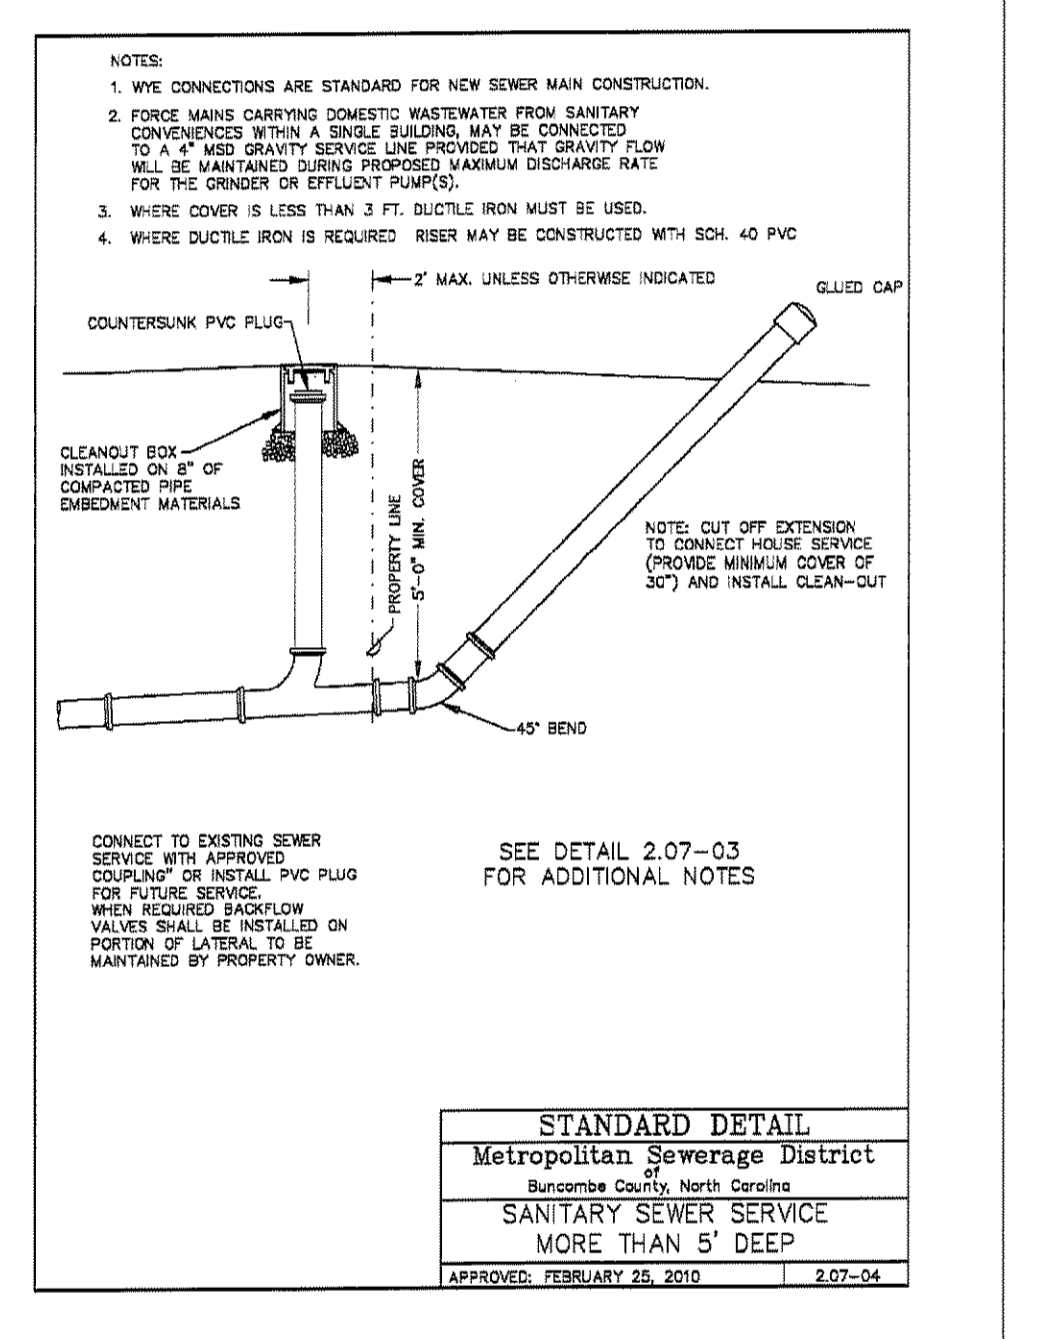 NOTES:
1. WYE CONNECTIONS ARE STANDARD FOR NEW SEWER MAIN CONSTRUCTION.
2. FORCE MAINS CARRYING DOMESTIC WASTEWATER FROM SANITARY
CONVENIENCES WITHIN A SINGLE BUILDING, MAY BE CONNECTED
TO A 4" MSD GRAVITY SERVICE LINE PROVIDED THAT GRAVITY FLOW
WILL BE MAINTAINED DURING PROPOSED MAXIMUM DISCHARGE RATE
FOR THE GRINDER OR EFFLUENT PUMP(S).
3. WHERE COVER IS LESS THAN 3 FT. DUCTILE IRON MUST BE USED.
4. WHERE DUCTILE IRON IS REQUIRED RISER MAY BE CONSTRUCTED WITH SCH. 40 PVC
2' MAX. UNLESS OTHERWISE INDICATED
GLUED CAP
COUNTERSUNK PVC PLUG
CLEANOUT BOX
INSTALLED ON 8" OF
COMPACTED PIPE
EMBEDMENT MATERIALS
PROPERTY LINE
5'-0" MIN. COVER
NOTE: CUT OFF EXTENSION
TO CONNECT HOUSE SERVICE
(PROVIDE MINIMUM COVER OF
30") AND INSTALL CLEAN-OUT
45° BEND
CONNECT TO EXISTING SEWER
SERVICE WITH APPROVED
COUPLING" OR INSTALL PVC PLUG
FOR FUTURE SERVICE.
WHEN REQUIRED BACKFLOW
VALVES SHALL BE INSTALLED ON
PORTION OF LATERAL TO BE
MAINTAINED BY PROPERTY OWNER.
SEE DETAIL 2.07-03
FOR ADDITIONAL NOTES
STANDARD DETAIL
Metropolitan Sewerage District
of
Buncombe County, North Carolina
SANITARY SEWER SERVICE
MORE THAN 5' DEEP
APPROVED: FEBRUARY 25, 2010
2.07-04